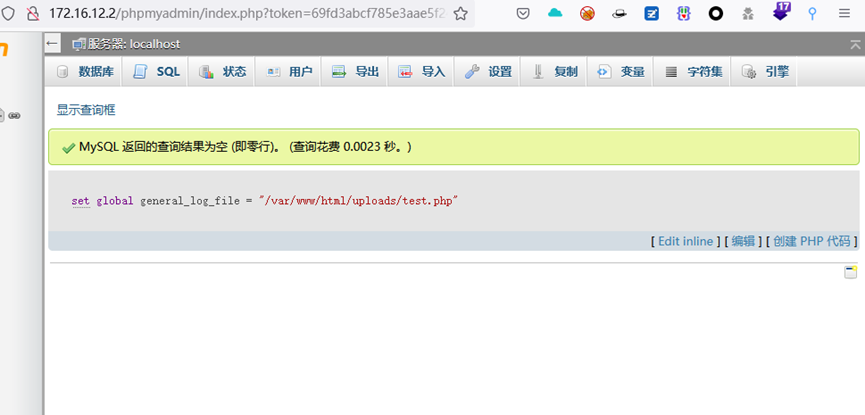 172.16.12.2/phpmyadmin/index.php?token=69fd3abcf785e3aae5f2
17
服务器: localhost
数据库 SQL 状态 用户 导出 导入 设置 复制 变量 字符集 引擎
显示查询框
MySQL 返回的查询结果为空 (即零行)。 (查询花费 0.0023 秒。)
set global general_log_file = "/var/www/html/uploads/test.php"
[ Edit inline ] [ 编辑 ] [ 创建 PHP 代码 ]